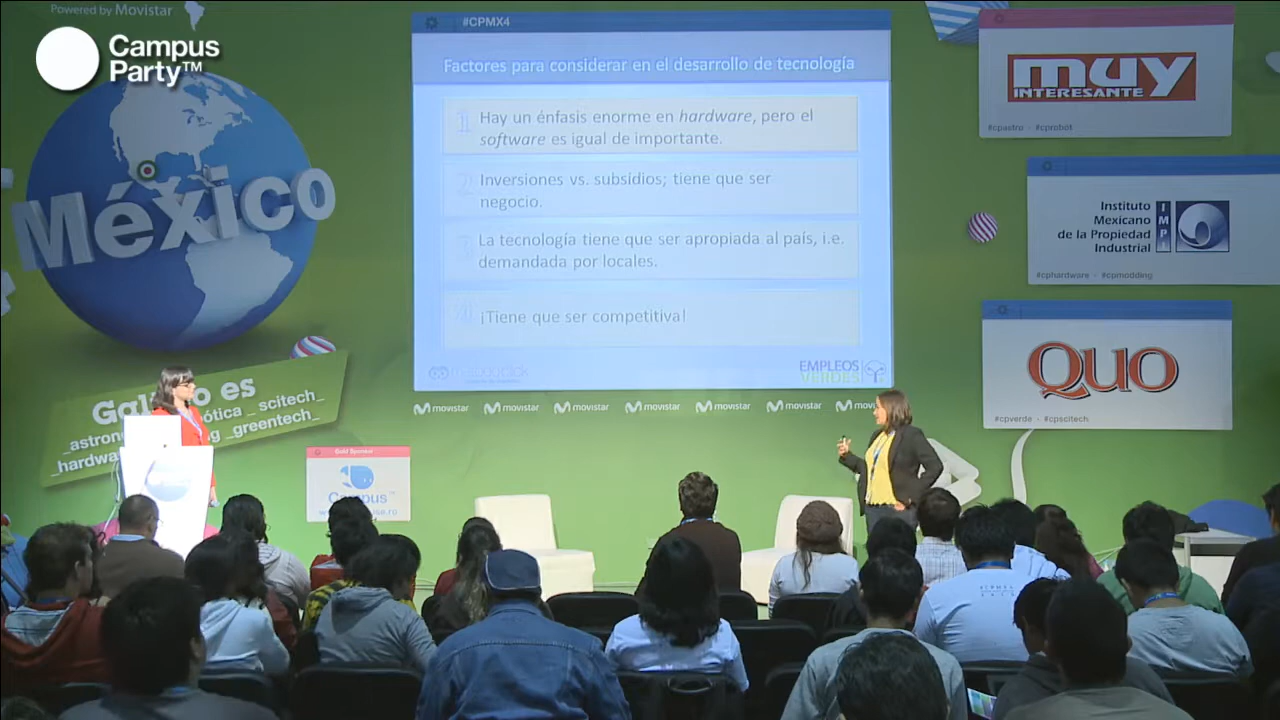 Powered by Movistar
Campus
Party™
México
#CPMX4
Factores para considerar en el desarrollo de tecnología
1 Hay un énfasis enorme en hardware, pero el
software es igual de importante.
2 Inversiones vs. subsidios; tiene que ser
negocio.
3 La tecnología tiene que ser apropiada al país, i.e.
demandada por locales.
4 ¡Tiene que ser competitiva!
EMPLEOS
VERDES
movistar movistar movistar movistar movistar movistar
muy
INTERESANTE
#cpastro - #cprobot
Instituto
Mexicano
de la Propiedad
Industrial
IMPI
#cphardware - #cpmodding
QUO
#cpverde - #cpscitech
es
scitech_
_greentech_
Gold Sponsor
Campus